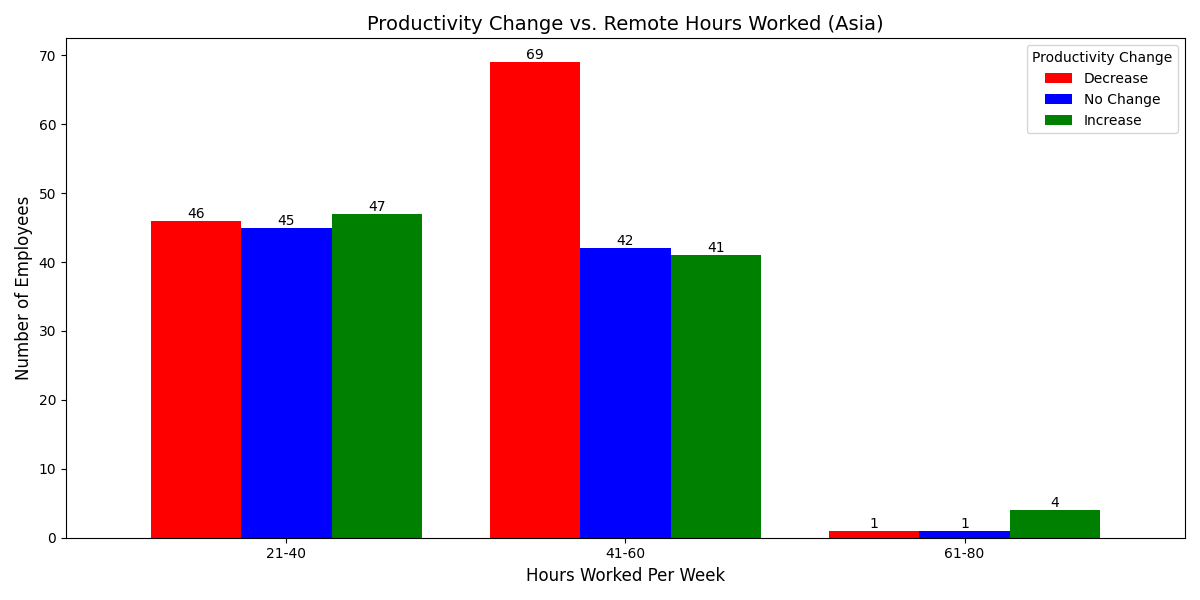 Productivity Change vs. Remote Hours Worked (Asia)
Number of Employees
70
60
50
40
30
20
10
0
46
45
47
69
42
41
1
1
4
Productivity Change
Decrease
No Change
Increase
21-40
41-60
61-80
Hours Worked Per Week